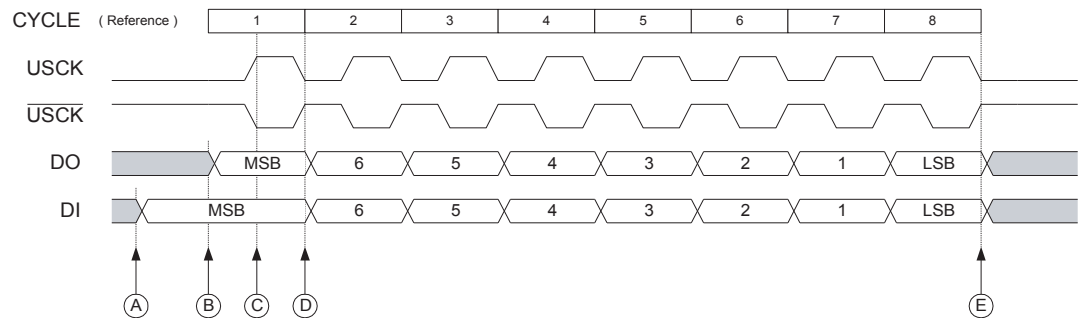 CYCLE ( Reference ) 1 2 3 4 5 6 7 8
USCK
USCK
DO MSB 6 5 4 3 2 1 LSB
DI MSB 6 5 4 3 2 1 LSB
A B C D E